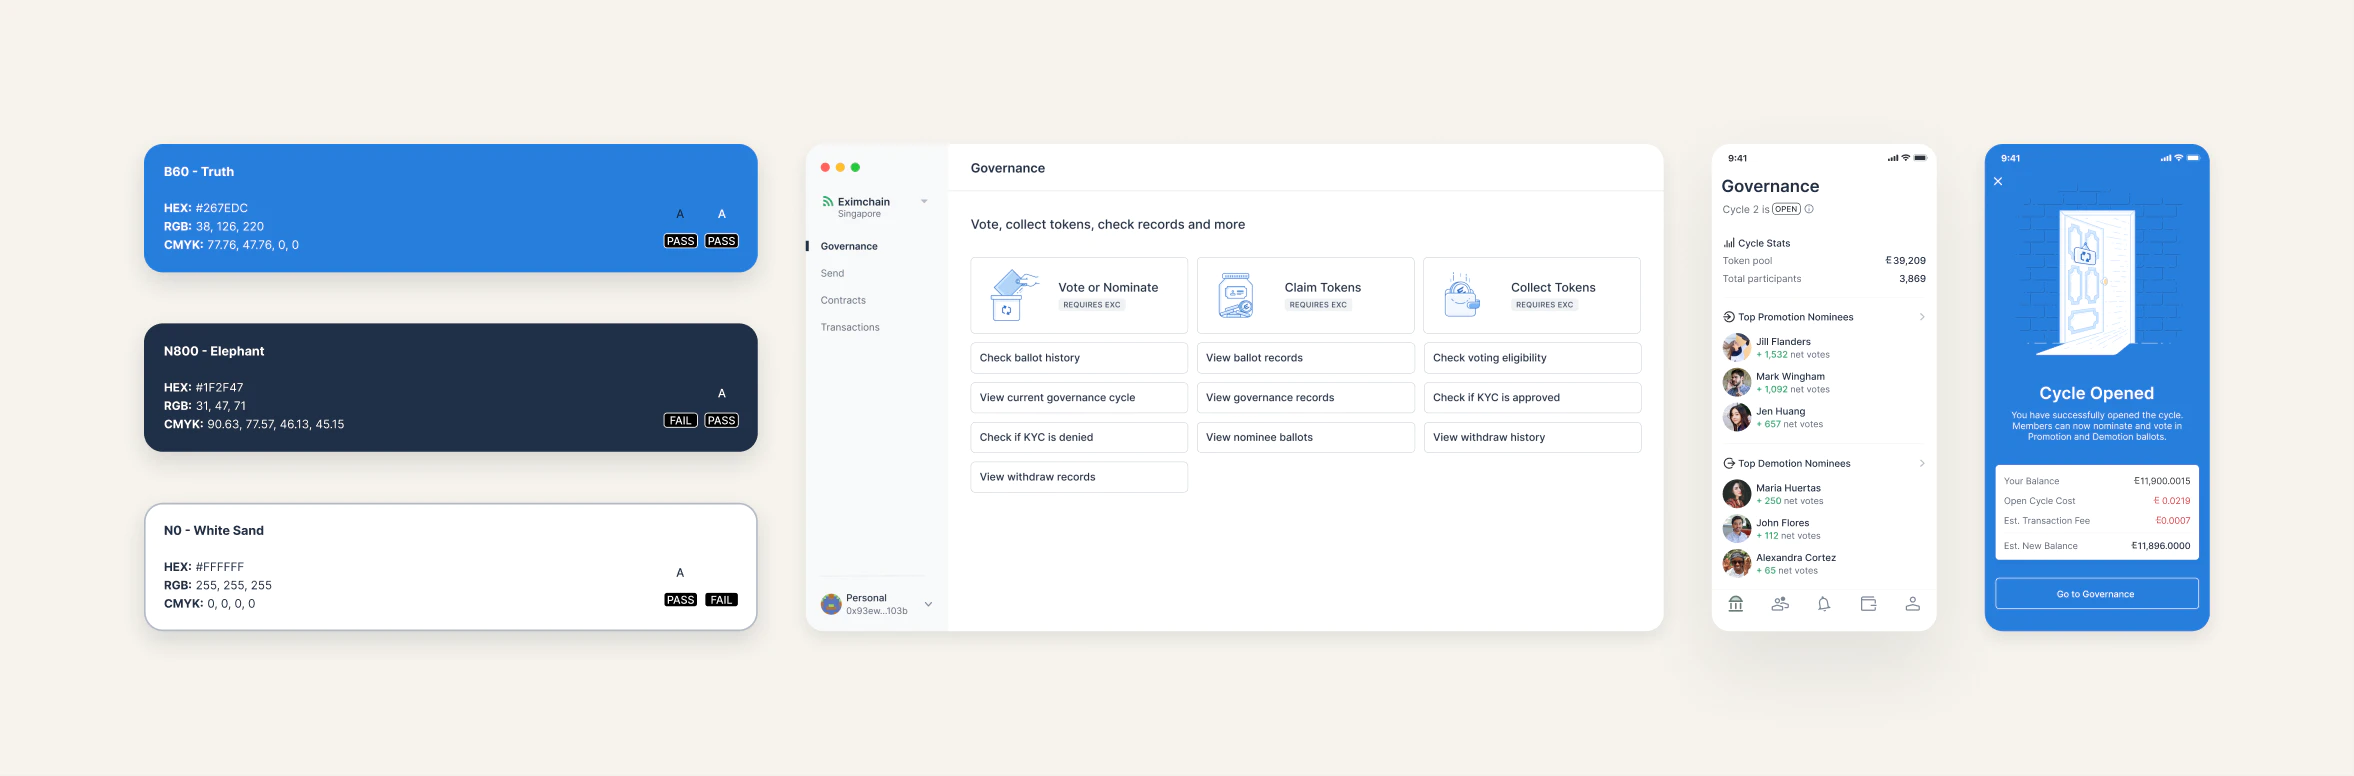 B60 - Truth
HEX: #267EDC
RGB: 38, 126, 220
CMYK: 77.76, 47.76, 0, 0
A A
PASS PASS
N800 - Elephant
HEX: #1F2F47
RGB: 31, 47, 71
CMYK: 90.63, 77.57, 46.13, 45.15
A
FAIL PASS
N0 - White Sand
HEX: #FFFFFF
RGB: 255, 255, 255
CMYK: 0, 0, 0, 0
A
PASS FAIL
Eximchain
Singapore
Governance
Send
Contracts
Transactions
Personal
0x93ew...103b
Governance
Vote, collect tokens, check records and more
Vote or Nominate
REQUIRES EXC
Claim Tokens
REQUIRES EXC
Collect Tokens
REQUIRES EXC
Check ballot history
View ballot records
Check voting eligibility
View current governance cycle
View governance records
Check if KYC is approved
Check if KYC is denied
View nominee ballots
View withdraw history
View withdraw records
9:41
Governance
Cycle 2 is OPEN
Cycle Stats
Token pool €39,209
Total participants 3,869
Top Promotion Nominees
Jill Flanders
+ 1,532 net votes
Mark Wingham
+ 1,092 net votes
Jen Huang
+ 657 net votes
Top Demotion Nominees
Maria Huertas
+ 250 net votes
John Flores
+ 112 net votes
Alexandra Cortez
+ 65 net votes
9:41
Cycle Opened
You have successfully opened the cycle.
Members can now nominate and vote in
Promotion and Demotion ballots.
Your Balance €11,900.0015
Open Cycle Cost € 0.0219
Est. Transaction Fee €0.0007
Est. New Balance €11,896.0000
Go to Governance